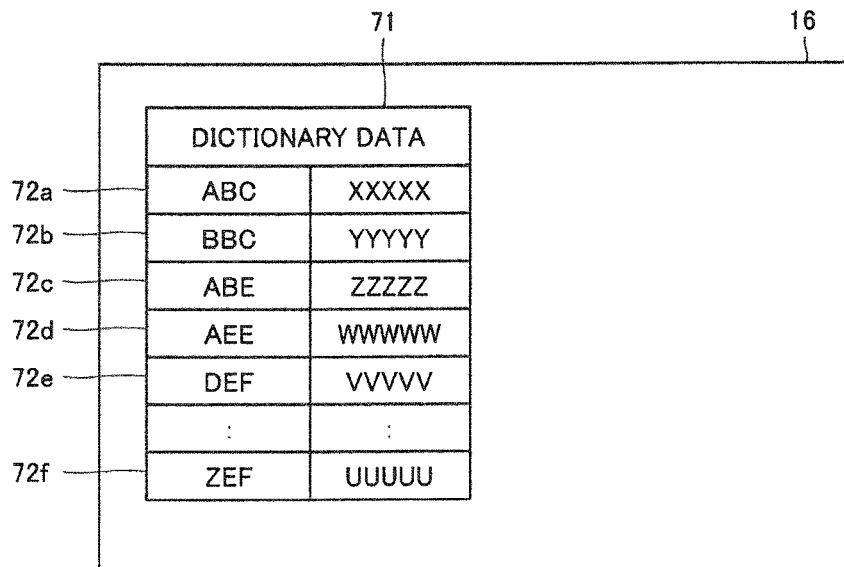 71 16
DICTIONARY DATA
72a ABC XXXXX
72b BBC YYYYY
72c ABE ZZZZZ
72d AEE WWWWW
72e DEF VVVVV
: :
72f ZEF UUUUU